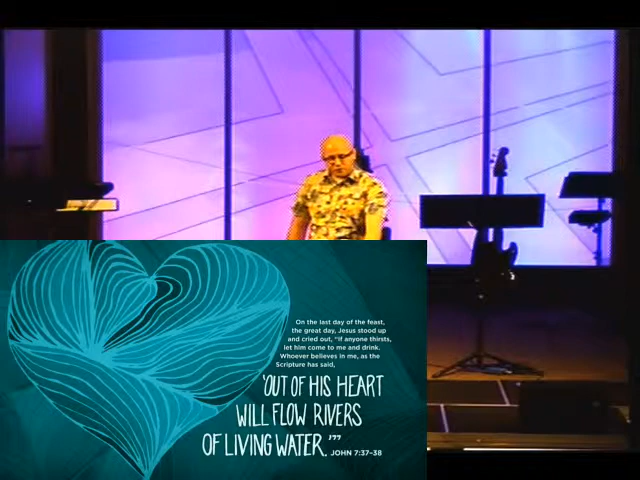 On the last day of the feast,
the great day, Jesus stood up
and cried out, "If anyone thirsts,
let him come to me and drink.
Whoever believes in me, as the
Scripture has said,
'OUT OF HIS HEART
WILL FLOW RIVERS
OF LIVING WATER.'"
JOHN 7:37–38